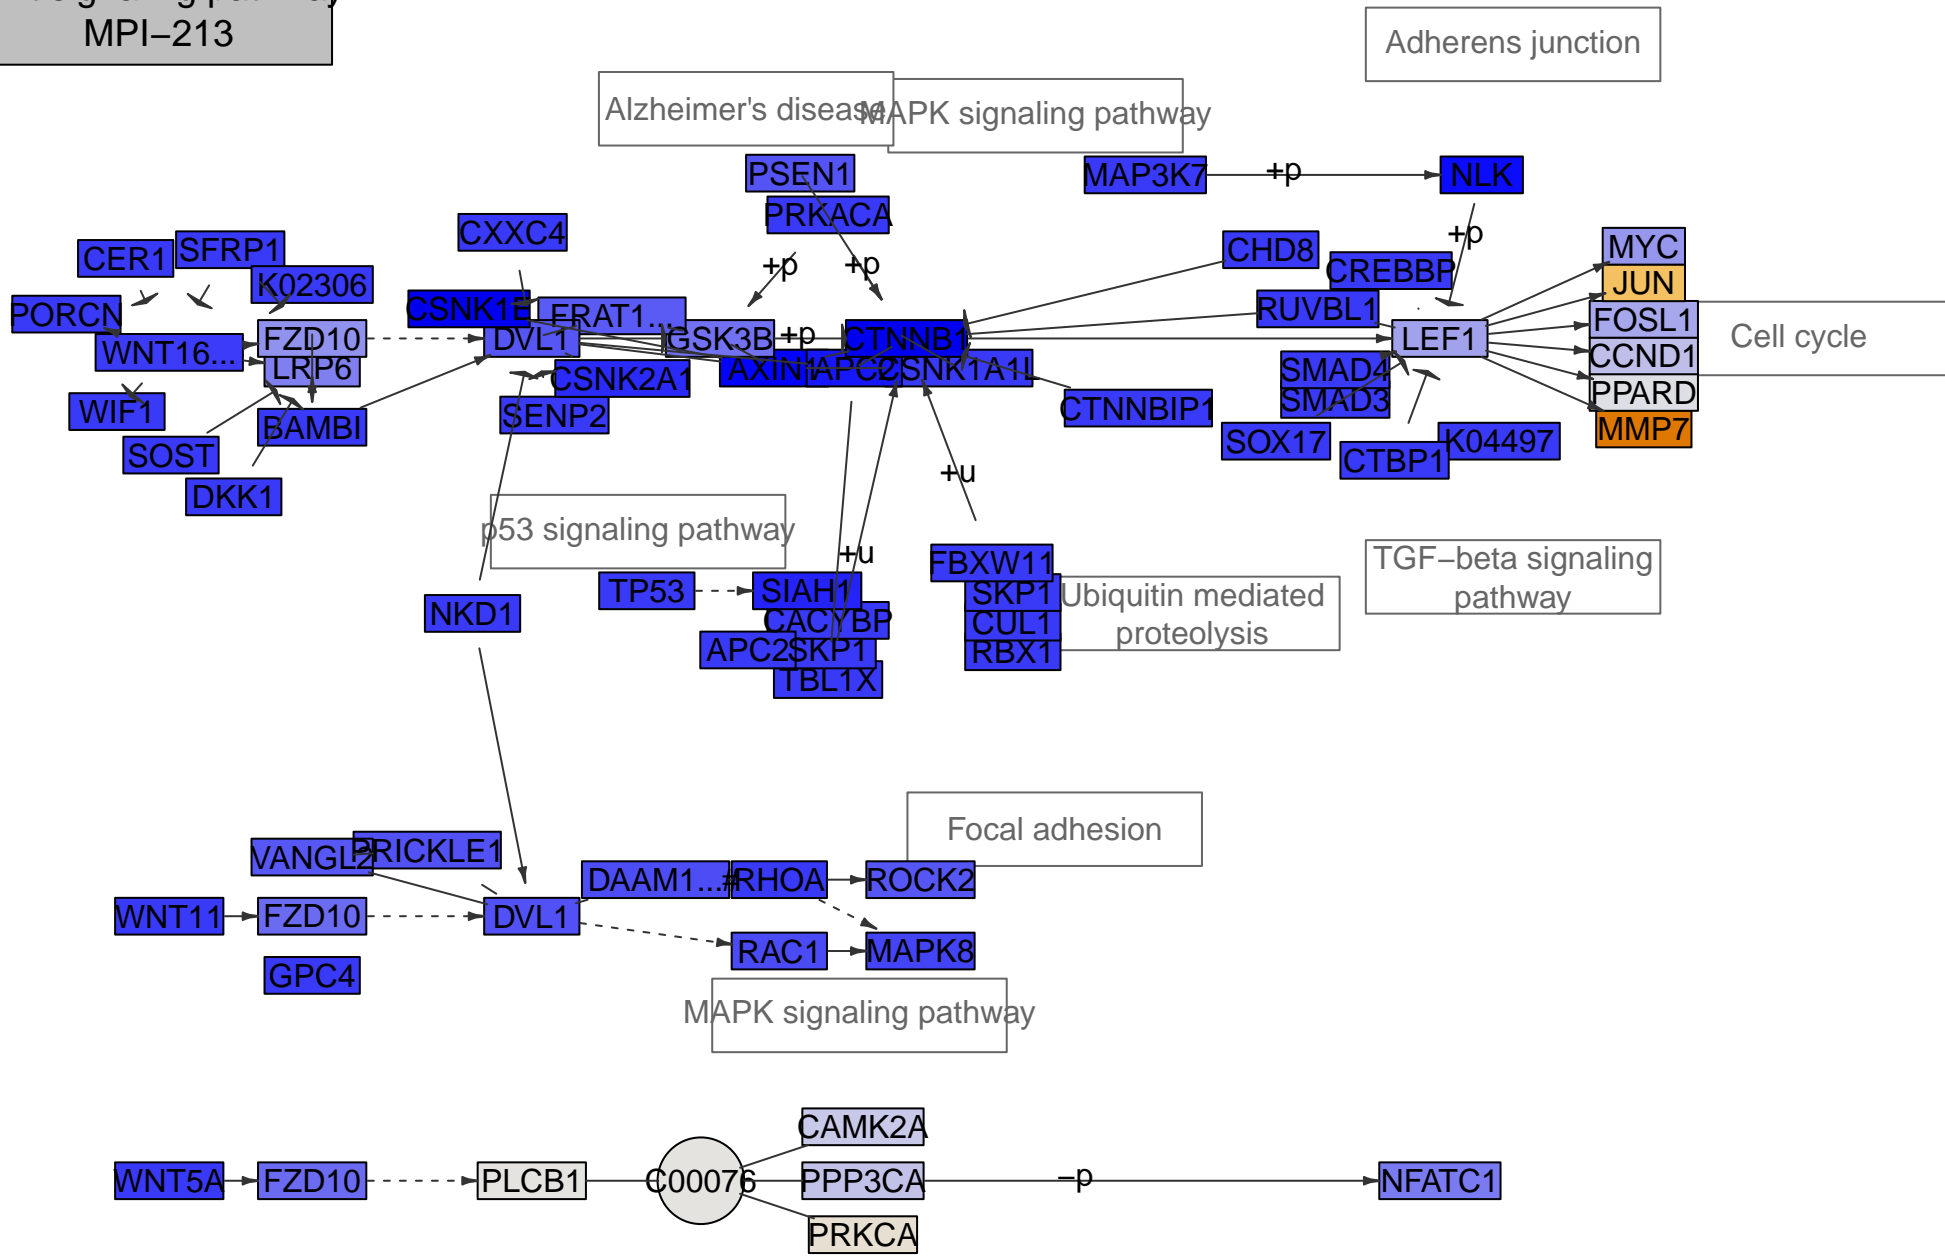 signaling pathway
MPI−213
Adherens junction
Alzheimer's disease
MAPK signaling pathway
PSEN1
MAP3K7
+p
NLK
PRKACA
CXXC4
CER1
SFRP1
+p
CHD8
MYC
K02306
+p
+p
CREBBP
JUN
PORCN
CSNK1E
FRAT1...
RUVBL1
FOSL1
WNT16...
FZD10
DVL1
GSK3B
+p
CTNNB1
LEF1
Cell cycle
CCND1
LRP6
AXIN1
APC2
CSNK1A1L
SMAD4
CSNK2A1
PPARD
WIF1
SENP2
CTNNBIP1
SMAD3
BAMBI
MMP7
SOST
SOX17
K04497
CTBP1
DKK1
+u
p53 signaling pathway
+u
FBXW11
TGF−beta signaling
pathway
TP53
SIAH1
SKP1
Ubiquitin mediated
proteolysis
NKD1
CACYBP
CUL1
APC2
SKP1
RBX1
TBL1X
Focal adhesion
VANGL2
PRICKLE1
DAAM1...
RHOA
ROCK2
WNT11
FZD10
DVL1
RAC1
MAPK8
GPC4
MAPK signaling pathway
CAMK2A
WNT5A
FZD10
PLCB1
C00076
PPP3CA
−p
NFATC1
PRKCA